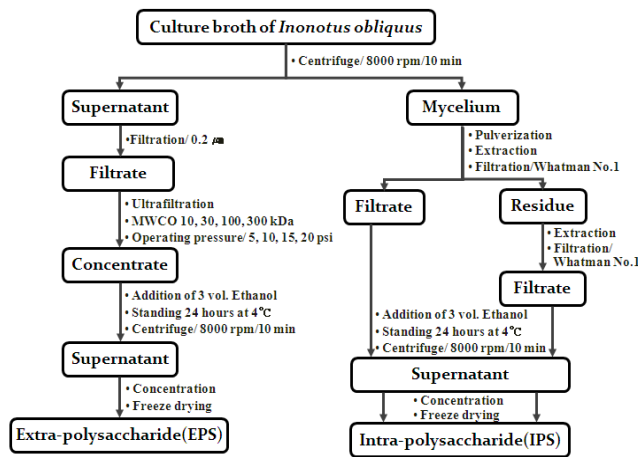 Culture broth of Inonotus obliquus
• Centrifuge/ 8000 rpm/10 min
Supernatant
Mycelium
•Filtration/ 0.2 ㎛
• Pulverization
• Extraction
• Filtration/Whatman No.1
Filtrate
Filtrate
Residue
• Ultrafiltration
• MWCO 10, 30, 100, 300 kDa
• Operating pressure/ 5, 10, 15, 20 psi
• Extraction
• Filtration/
Whatman No.1
Concentrate
Filtrate
• Addition of 3 vol. Ethanol
• Standing 24 hours at 4℃
• Centrifuge/ 8000 rpm/10 min
• Addition of 3 vol. Ethanol
• Standing 24 hours at 4℃
• Centrifuge/ 8000 rpm/10 min
Supernatant
Supernatant
• Concentration
• Freeze drying
• Concentration
• Freeze drying
Extra-polysaccharide(EPS)
Intra-polysaccharide(IPS)